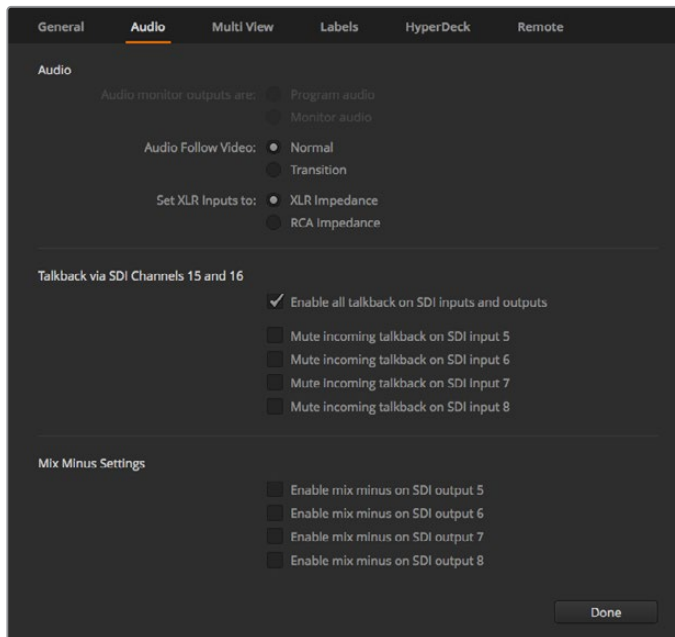 General Audio Multi View Labels HyperDeck Remote
Audio
Audio monitor outputs are: Program audio
Monitor audio
Audio Follow Video: Normal
Transition
Set XLR Inputs to: XLR Impedance
RCA Impedance
Talkback via SDI Channels 15 and 16
Enable all talkback on SDI inputs and outputs
Mute incoming talkback on SDI input 5
Mute incoming talkback on SDI input 6
Mute incoming talkback on SDI input 7
Mute incoming talkback on SDI input 8
Mix Minus Settings
Enable mix minus on SDI output 5
Enable mix minus on SDI output 6
Enable mix minus on SDI output 7
Enable mix minus on SDI output 8
Done